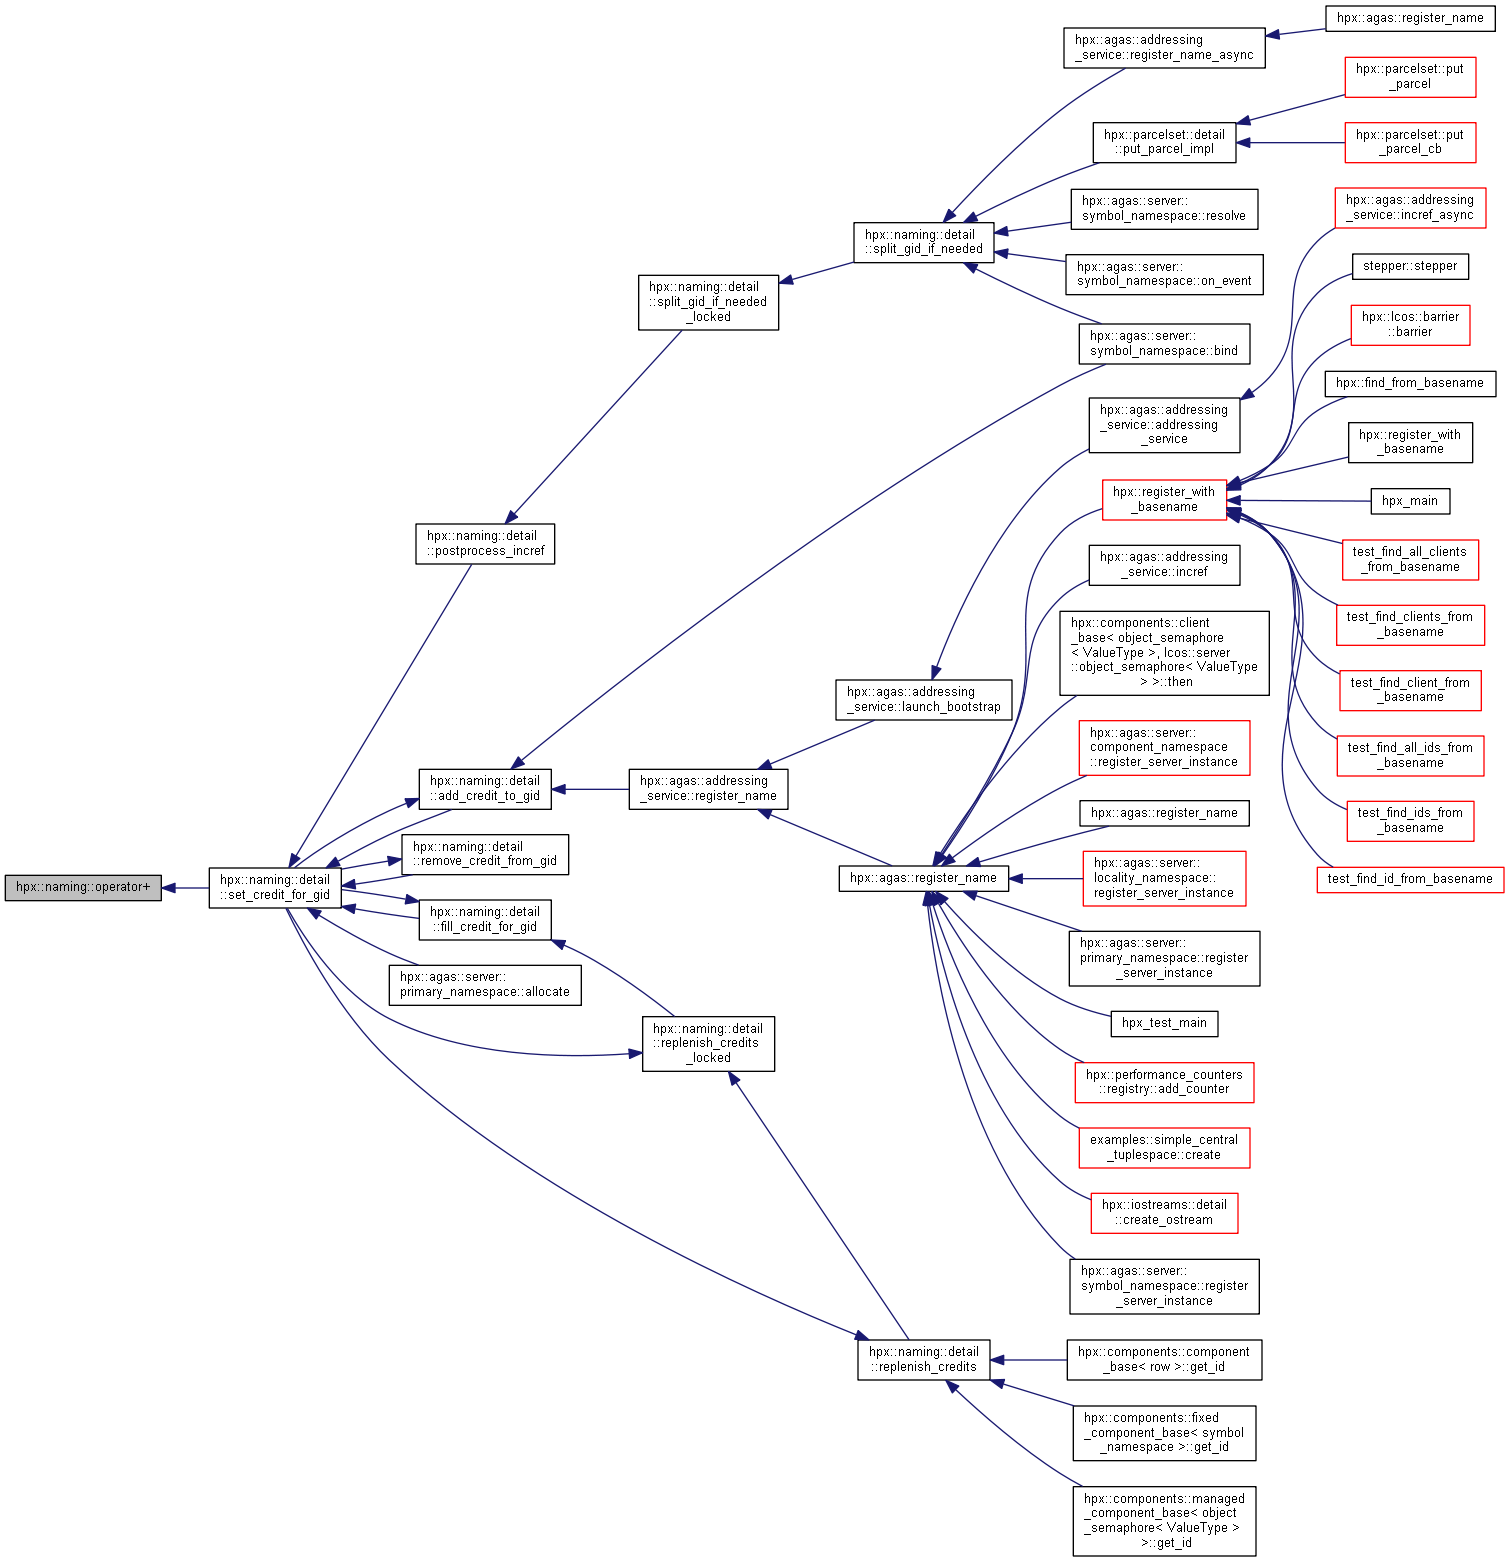 hpx::agas::register_name
hpx::agas::addressing
_service::register_name_async
hpx::parcelset::put
_parcel
hpx::parcelset::detail
::put_parcel_impl
hpx::parcelset::put
_parcel_cb
hpx::agas::server::
symbol_namespace::resolve
hpx::agas::addressing
_service::incref_async
hpx::naming::detail
::split_gid_if_needed
hpx::agas::server::
symbol_namespace::on_event
stepper::stepper
hpx::naming::detail
::split_gid_if_needed
_locked
hpx::agas::server::
symbol_namespace::bind
hpx::lcos::barrier
::barrier
hpx::find_from_basename
hpx::agas::addressing
_service::addressing
_service
hpx::register_with
_basename
hpx::register_with
_basename
hpx_main
hpx::naming::detail
::postprocess_incref
hpx::agas::addressing
_service::incref
test_find_all_clients
_from_basename
hpx::components::client
_base< object_semaphore
< ValueType >, lcos::server
::object_semaphore< ValueType
> >::then
test_find_clients_from
_basename
test_find_client_from
_basename
hpx::agas::addressing
_service::launch_bootstrap
hpx::agas::server::
component_namespace
::register_server_instance
test_find_all_ids_from
_basename
hpx::naming::detail
::add_credit_to_gid
hpx::agas::addressing
_service::register_name
hpx::agas::register_name
test_find_ids_from
_basename
hpx::naming::detail
::remove_credit_from_gid
hpx::naming::operator+
hpx::naming::detail
::set_credit_for_gid
hpx::agas::register_name
hpx::agas::server::
locality_namespace::
register_server_instance
test_find_id_from_basename
hpx::naming::detail
::fill_credit_for_gid
hpx::agas::server::
primary_namespace::register
_server_instance
hpx::agas::server::
primary_namespace::allocate
hpx::naming::detail
::replenish_credits
_locked
hpx_test_main
hpx::performance_counters
::registry::add_counter
examples::simple_central
_tuplespace::create
hpx::iostreams::detail
::create_ostream
hpx::agas::server::
symbol_namespace::register
_server_instance
hpx::naming::detail
::replenish_credits
hpx::components::component
_base< row >::get_id
hpx::components::fixed
_component_base< symbol
_namespace >::get_id
hpx::components::managed
_component_base< object
_semaphore< ValueType >
>::get_id